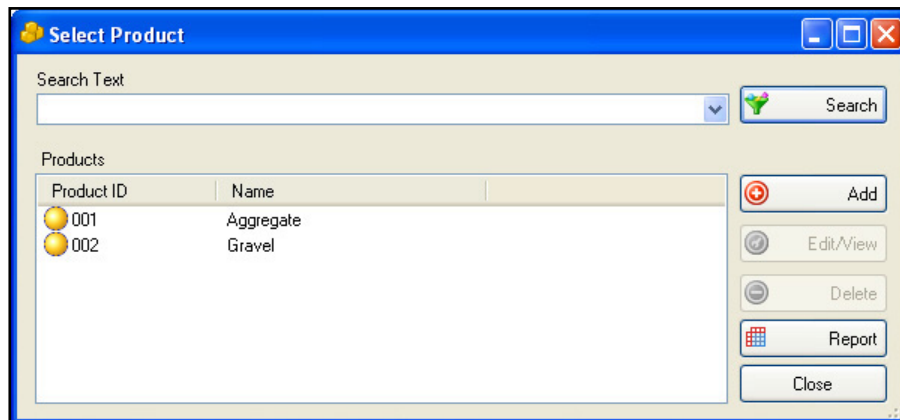 Select Product
Search Text
Search
Products
Product ID Name
001 Aggregate
002 Gravel
Add
Edit/View
Delete
Report
Close